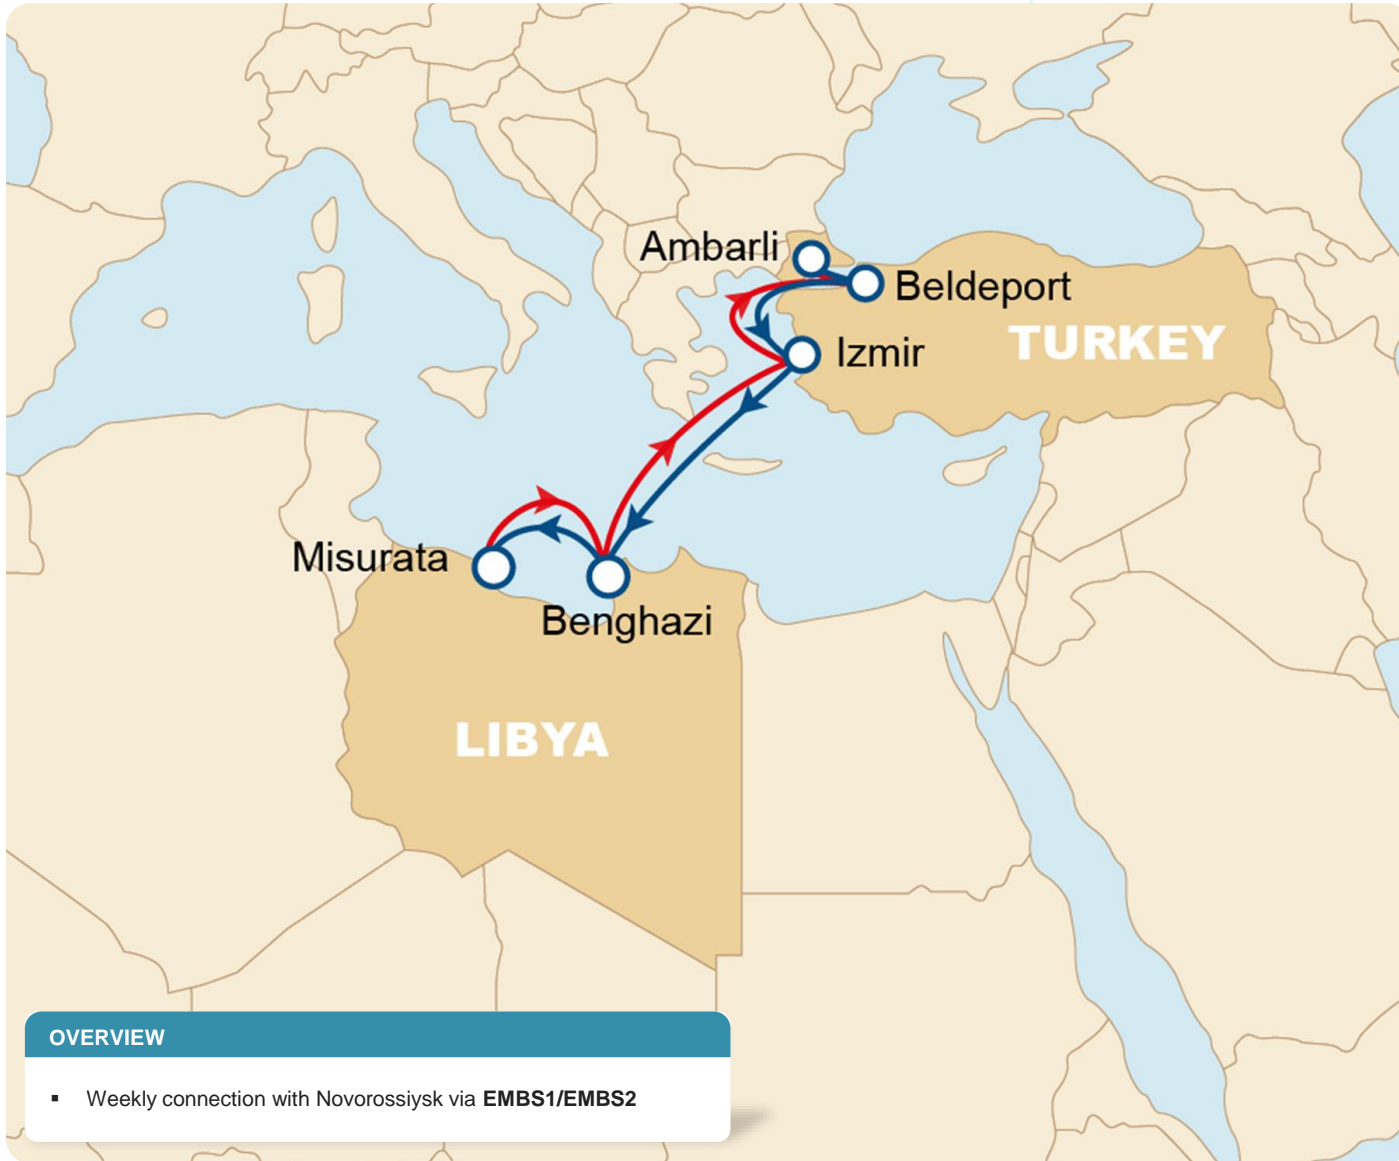 Ambarli
Beldeport
TURKEY
Izmir
Misurata
Benghazi
LIBYA
OVERVIEW
▪ Weekly connection with Novorossiysk via EMBS1/EMBS2